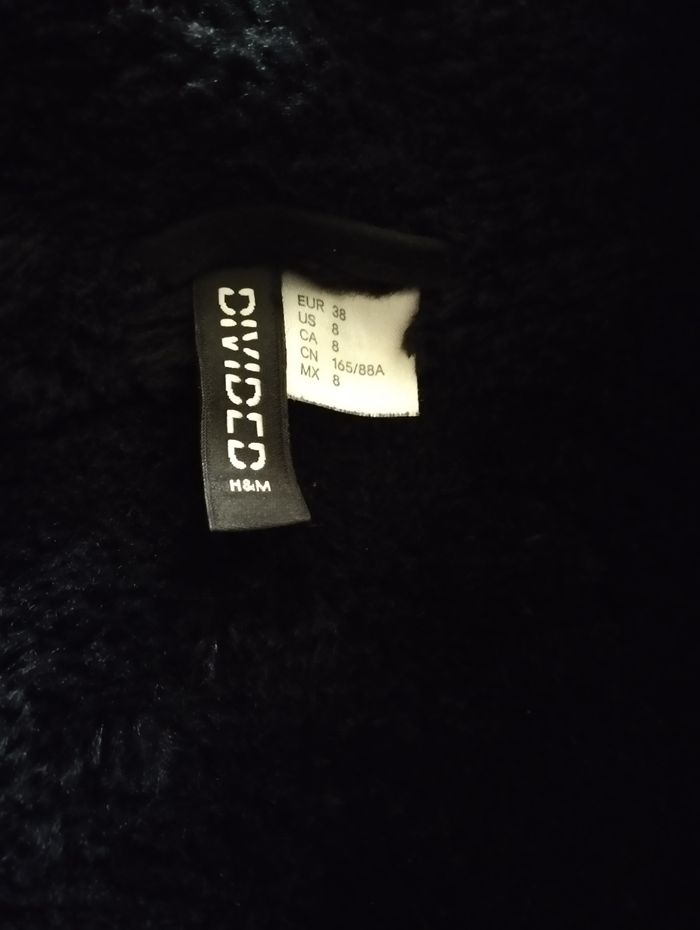 DIVIDED
H&M
EUR 38
US 8
CA 8
CN 165/88A
MX 8